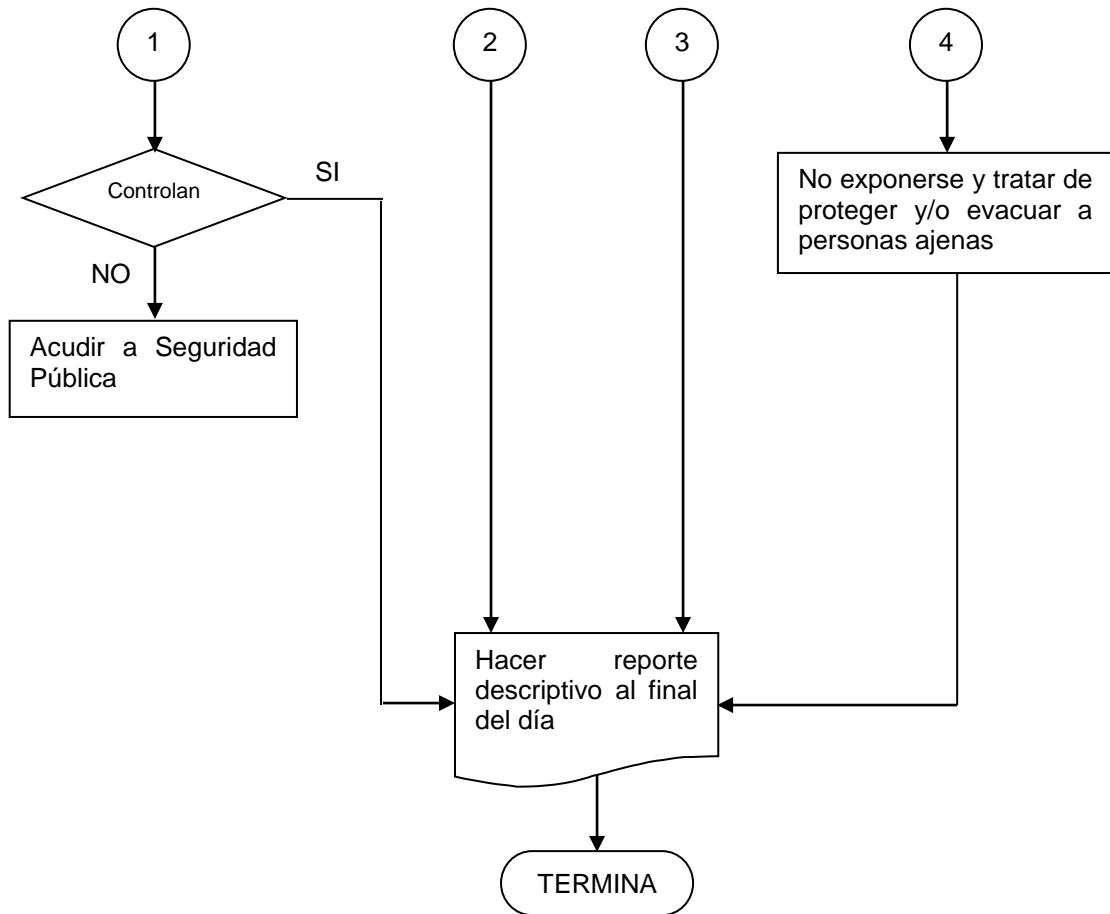 1
2
3
4
Controlan
SI
NO
Acudir a Seguridad
Pública
No exponerse y tratar de
proteger y/o evacuar a
personas ajenas
Hacer reporte
descriptivo al final
del día
TERMINA